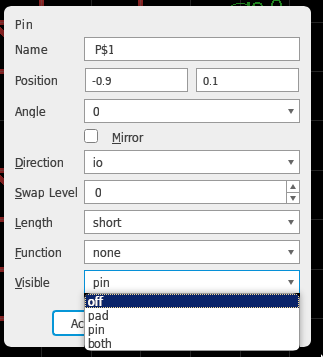 Pin
Name P$1
Position -0.9 0.1
Angle 0
Mirror
Direction io
Swap Level 0
Length short
Function none
Visible pin
off
pad
pin
both